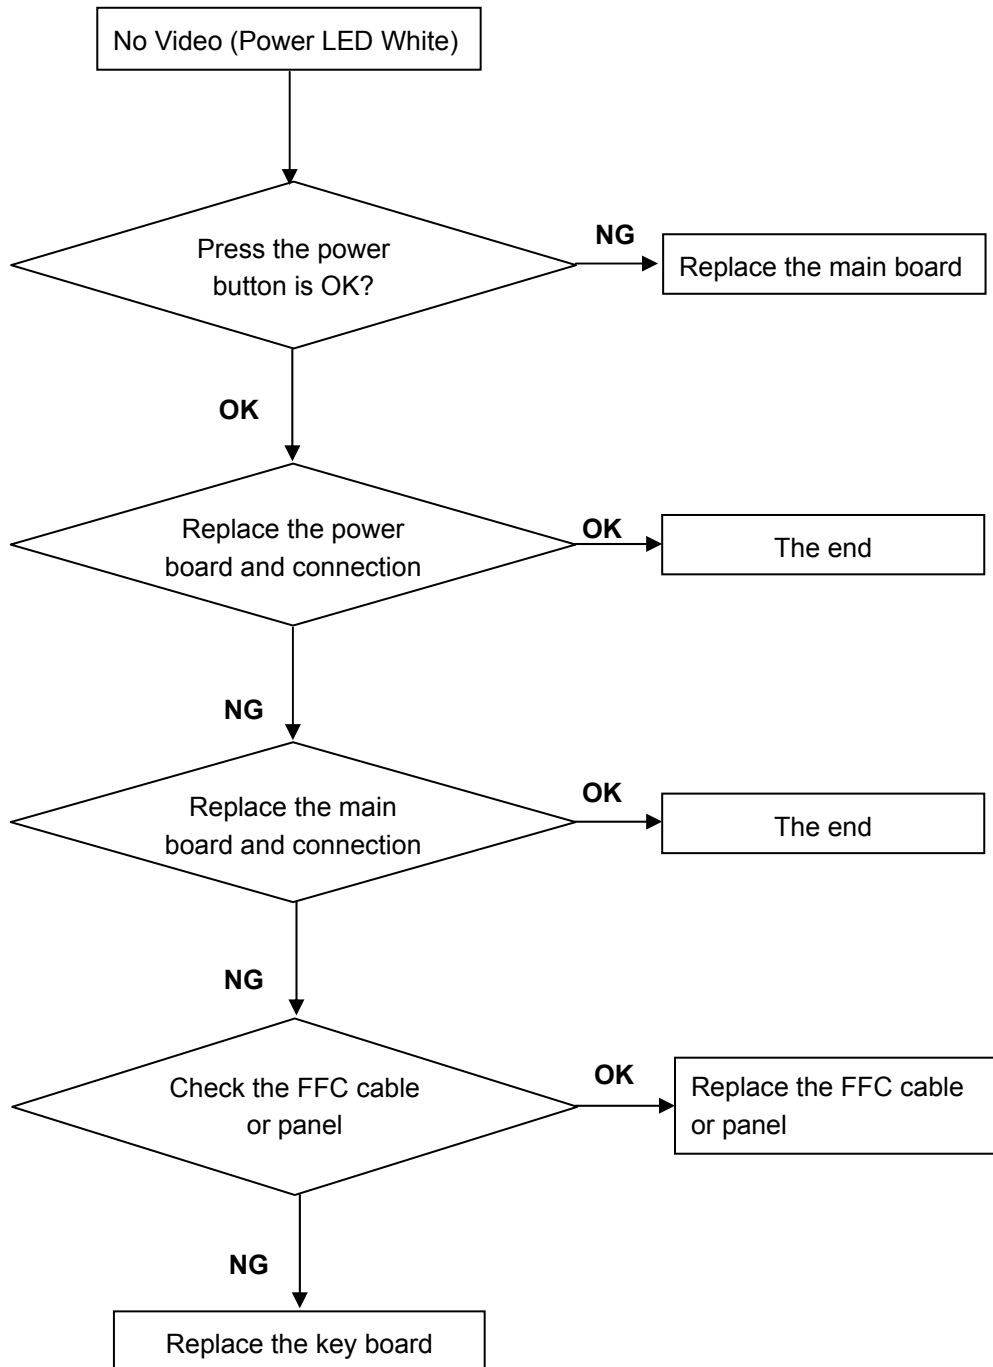 No Video (Power LED White)
Press the power
button is OK?
NG
Replace the main board
OK
Replace the power
board and connection
OK
The end
NG
Replace the main
board and connection
OK
The end
NG
Check the FFC cable
or panel
OK
Replace the FFC cable
or panel
NG
Replace the key board